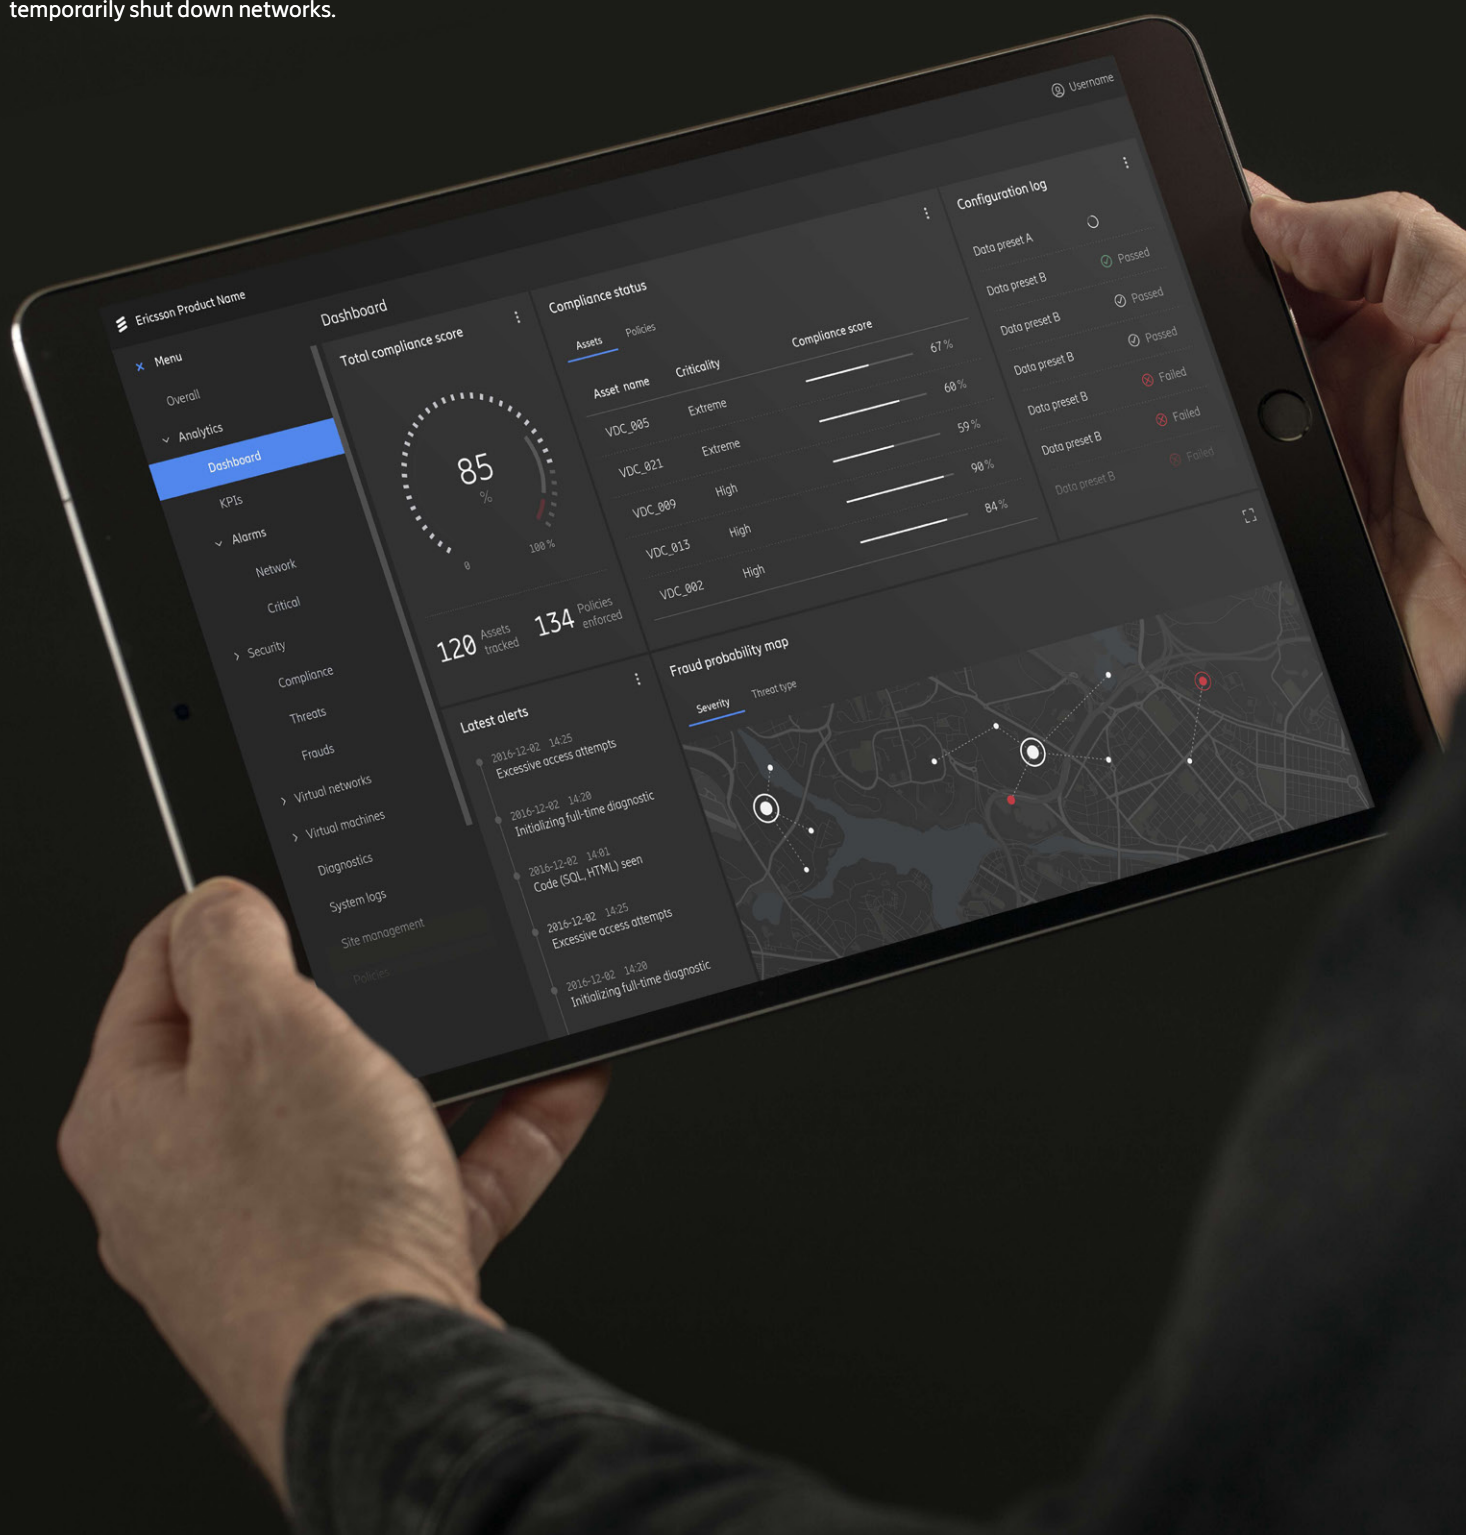 temporarily shut down networks.
Username
Ericsson Product Name
Menu
Overall
Analytics
Dashboard
KPIs
Alarms
Network
Critical
Security
Compliance
Threats
Frauds
Virtual networks
Virtual machines
Diagnostics
System logs
Site management
Policies
Dashboard
Total compliance score
85
%
0
100%
120 Assets tracked
134 Policies enforced
Latest alerts
2016-12-02 14:25
Excessive access attempts
2016-12-02 14:20
Initializing full-time diagnostic
2016-12-02 14:01
Code (SQL, HTML) seen
2016-12-02 14:25
Excessive access attempts
2016-12-02 14:20
Initializing full-time diagnostic
Compliance status
Assets Policies
Asset name Criticality Compliance score
VDC_005 Extreme 67%
VDC_021 Extreme 60%
VDC_009 High 59%
VDC_013 High 90%
VDC_002 High 84%
Configuration log
Data preset A
Data preset B Passed
Data preset B Passed
Data preset B Passed
Data preset B Failed
Data preset B Failed
Data preset B Failed
Fraud probability map
Severity Threat type